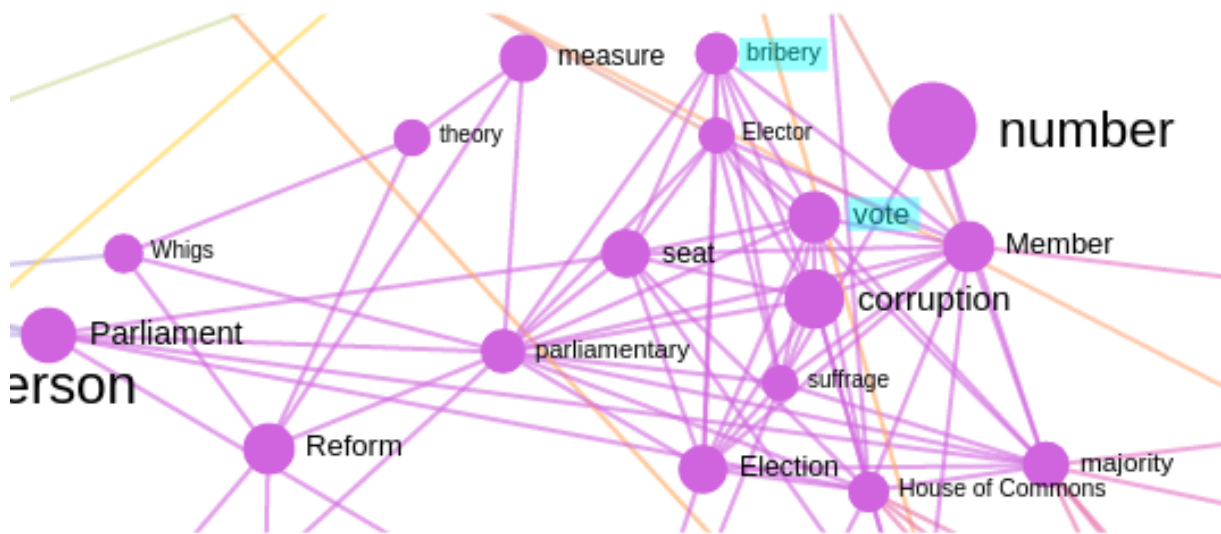 measure
bribery
theory
Elector
number
vote
Whigs
seat
Member
corruption
Parliament
parliamentary
erson
suffrage
Reform
Election
majority
House of Commons